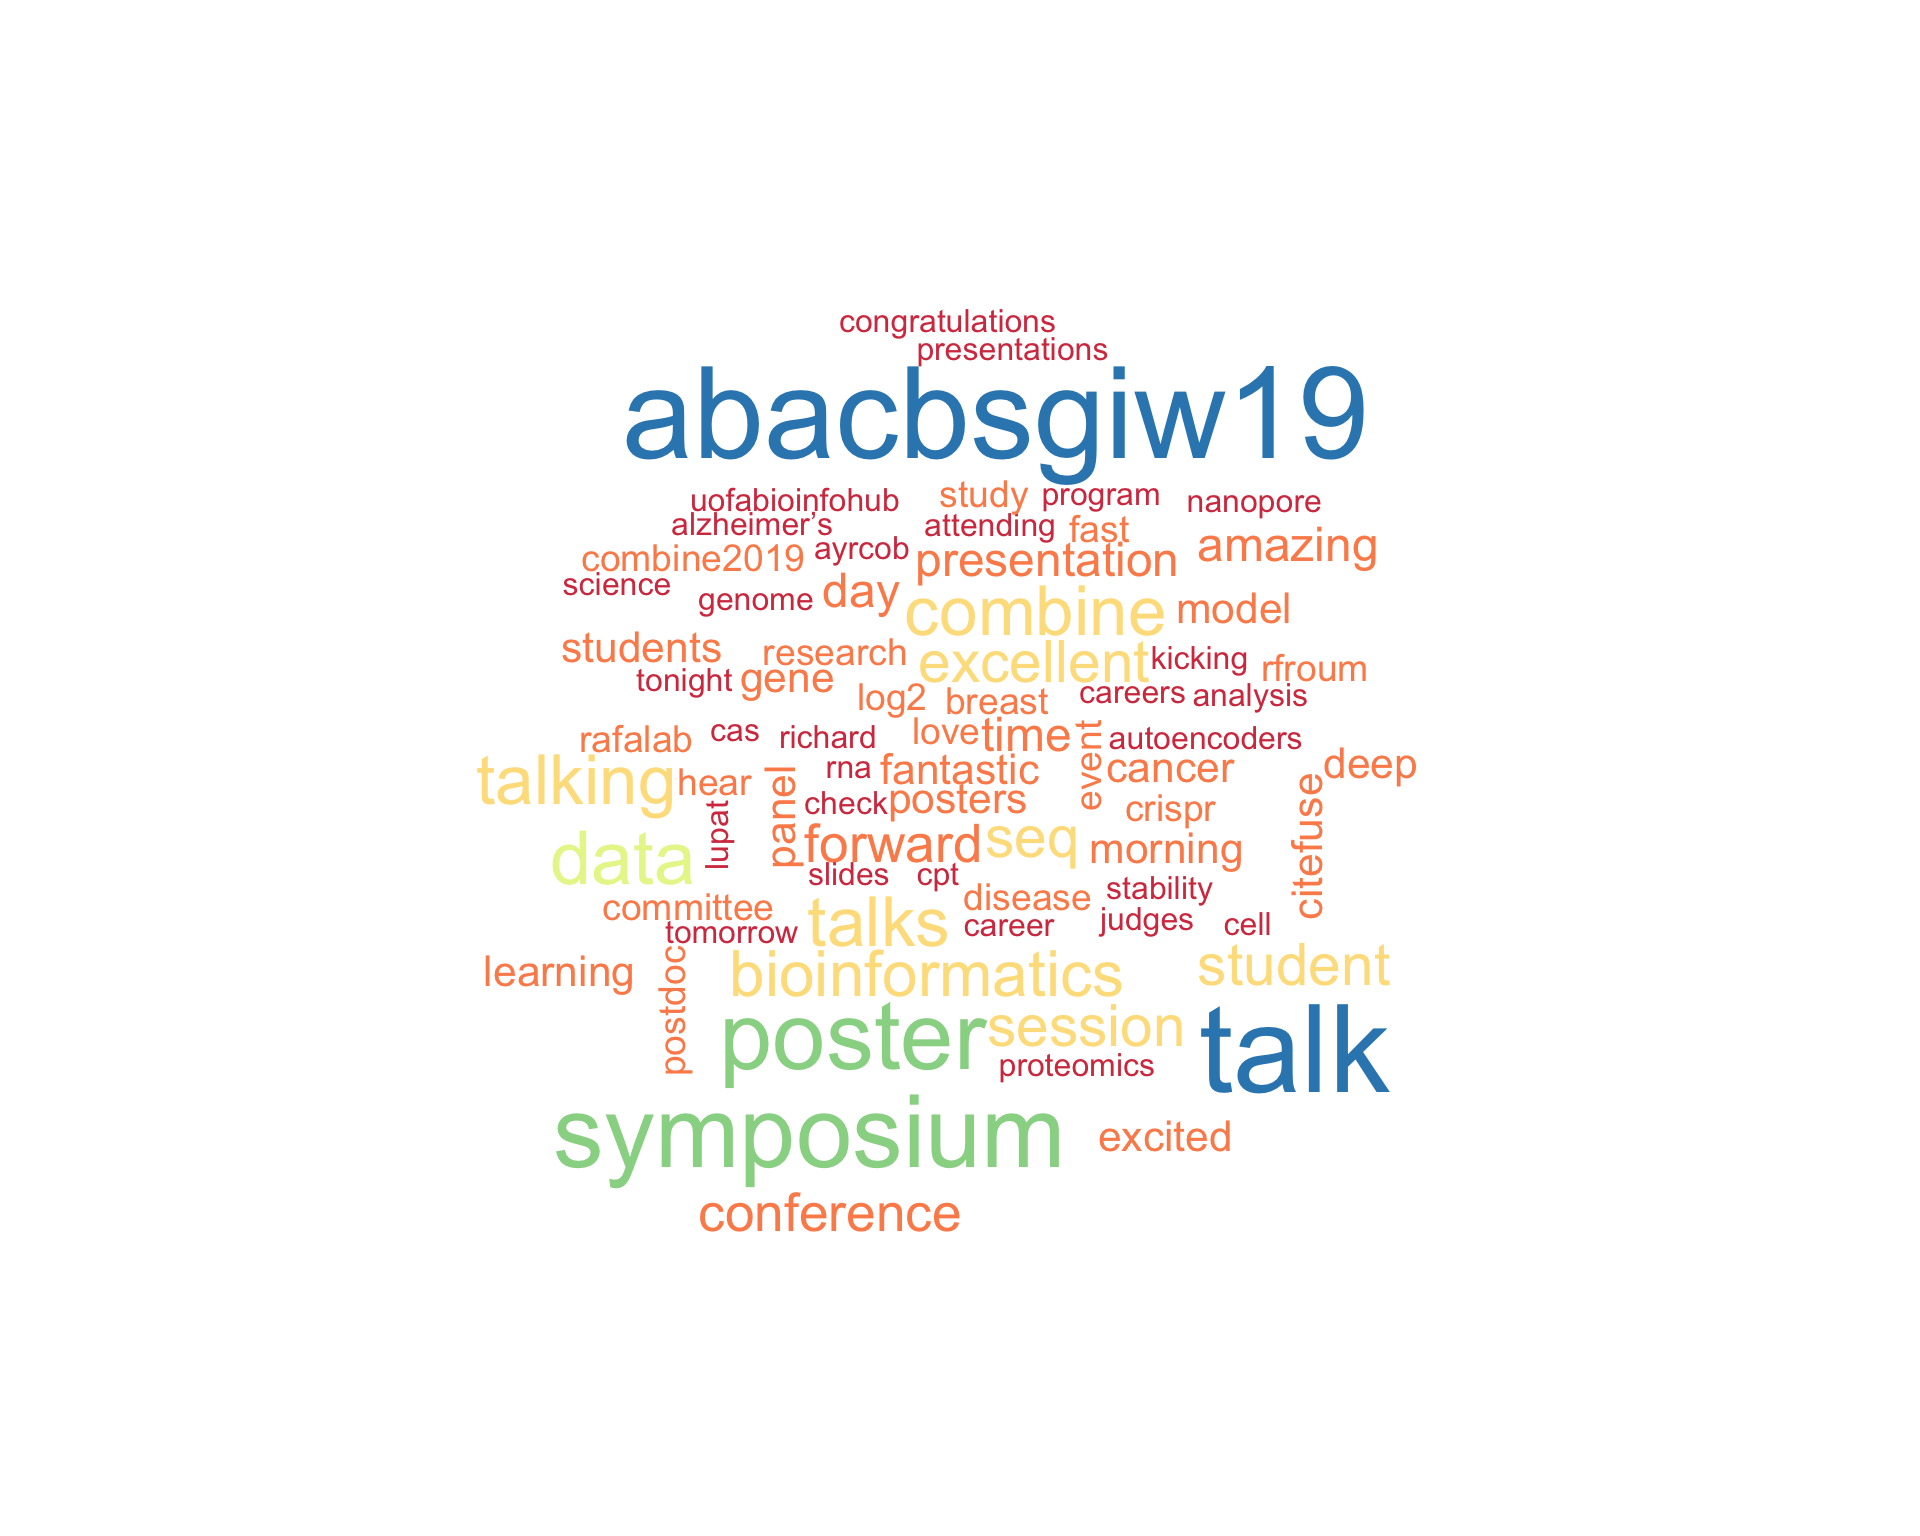 congratulations
presentations
abacbsgiw19
uofabioinfohub study program nanopore
alzheimer’s attending fast
combine2019 ayrcob presentation amazing
science genome day combine model
students research excellent kicking rfroum
tonight gene log2 breast careers analysis
rafalab cas richard love time event autoencoders
talking hear panel rna fantastic cancer deep
lupat check posters crispr citefuse
data forward seq morning
slides cpt disease stability
committee talks career judges cell
tomorrow
learning postdoc bioinformatics student
poster session talk
proteomics
symposium excited
conference